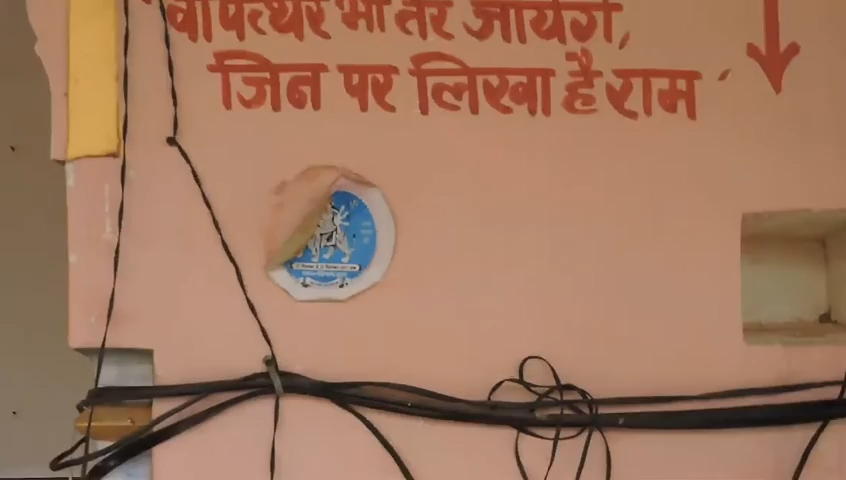 वो पत्थर भी तर जायेगें,
जिन पर लिखा है राम